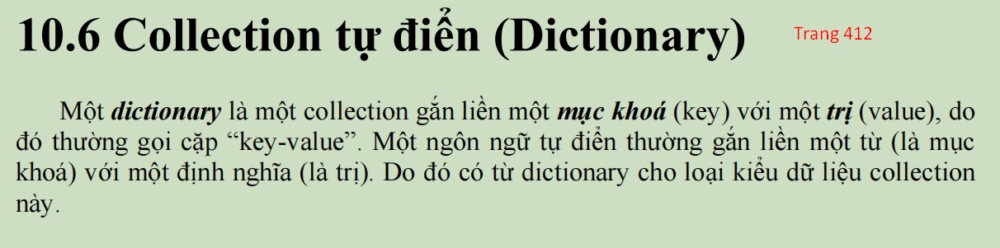 10.6 Collection tự điển (Dictionary)
Trang 412
Một dictionary là một collection gắn liền một mục khoá (key) với một trị (value), do
đó thường gọi cặp “key-value”. Một ngôn ngữ tự điển thường gắn liền một từ (là mục
khoá) với một định nghĩa (là trị). Do đó có từ dictionary cho loại kiểu dữ liệu collection
này.